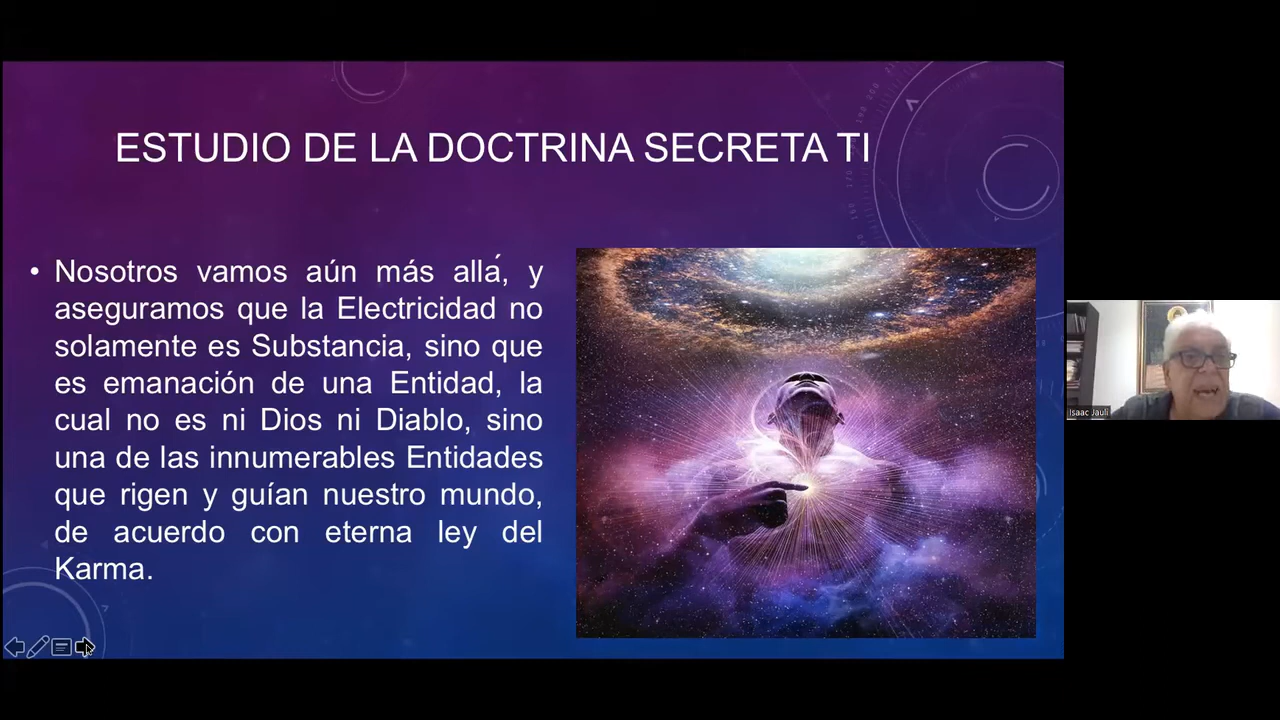 ESTUDIO DE LA DOCTRINA SECRETA TI
• Nosotros vamos aún más allá, y
aseguramos que la Electricidad no
solamente es Substancia, sino que
es emanación de una Entidad, la
cual no es ni Dios ni Diablo, sino
una de las innumerables Entidades
que rigen y guían nuestro mundo,
de acuerdo con eterna ley del
Karma.
Isaac Jauli